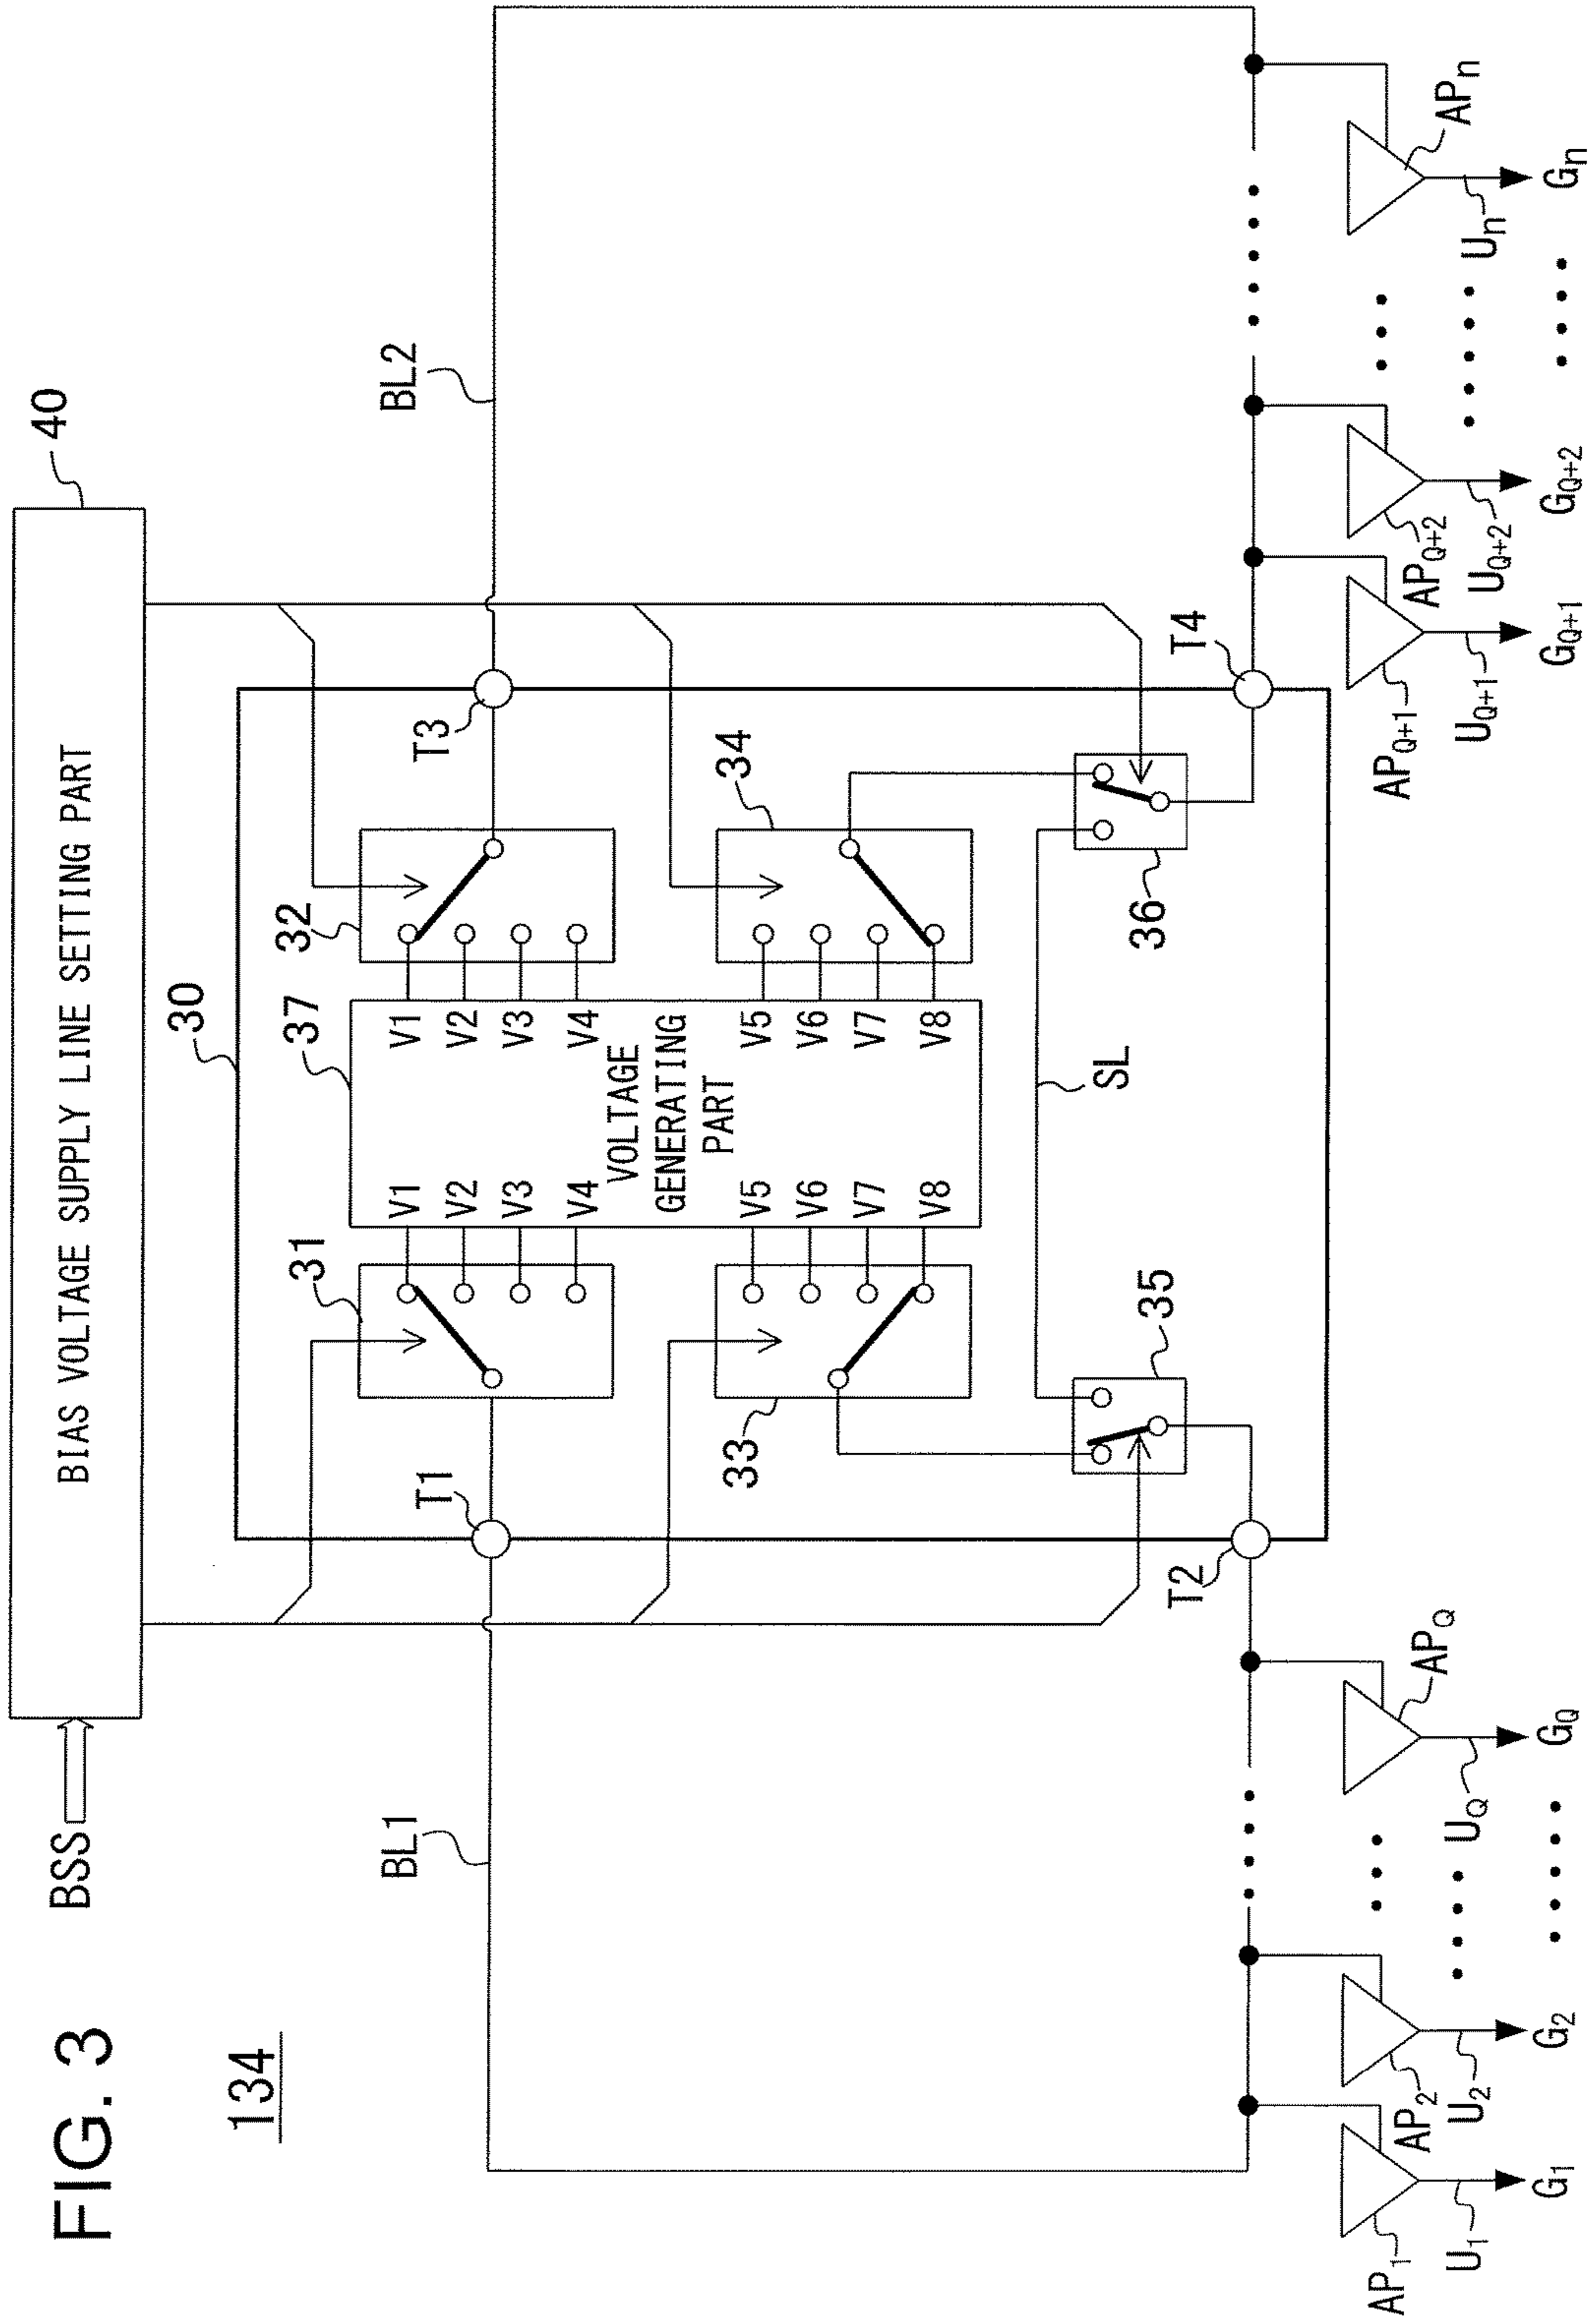 FIG. 3
134
BSS
BIAS VOLTAGE SUPPLY LINE SETTING PART
40
30
BL1
T1
31
V1
V2
V3
V4
37
V1
V2
V3
V4
32
T3
BL2
VOLTAGE
GENERATING
PART
33
V5
V6
V7
V8
V5
V6
V7
V8
34
35
SL
36
T2
T4
AP1
AP2
APQ
APQ+1
APQ+2
APn
U1
U2
UQ
UQ+1
UQ+2
Un
G1
G2
GQ
GQ+1
GQ+2
Gn